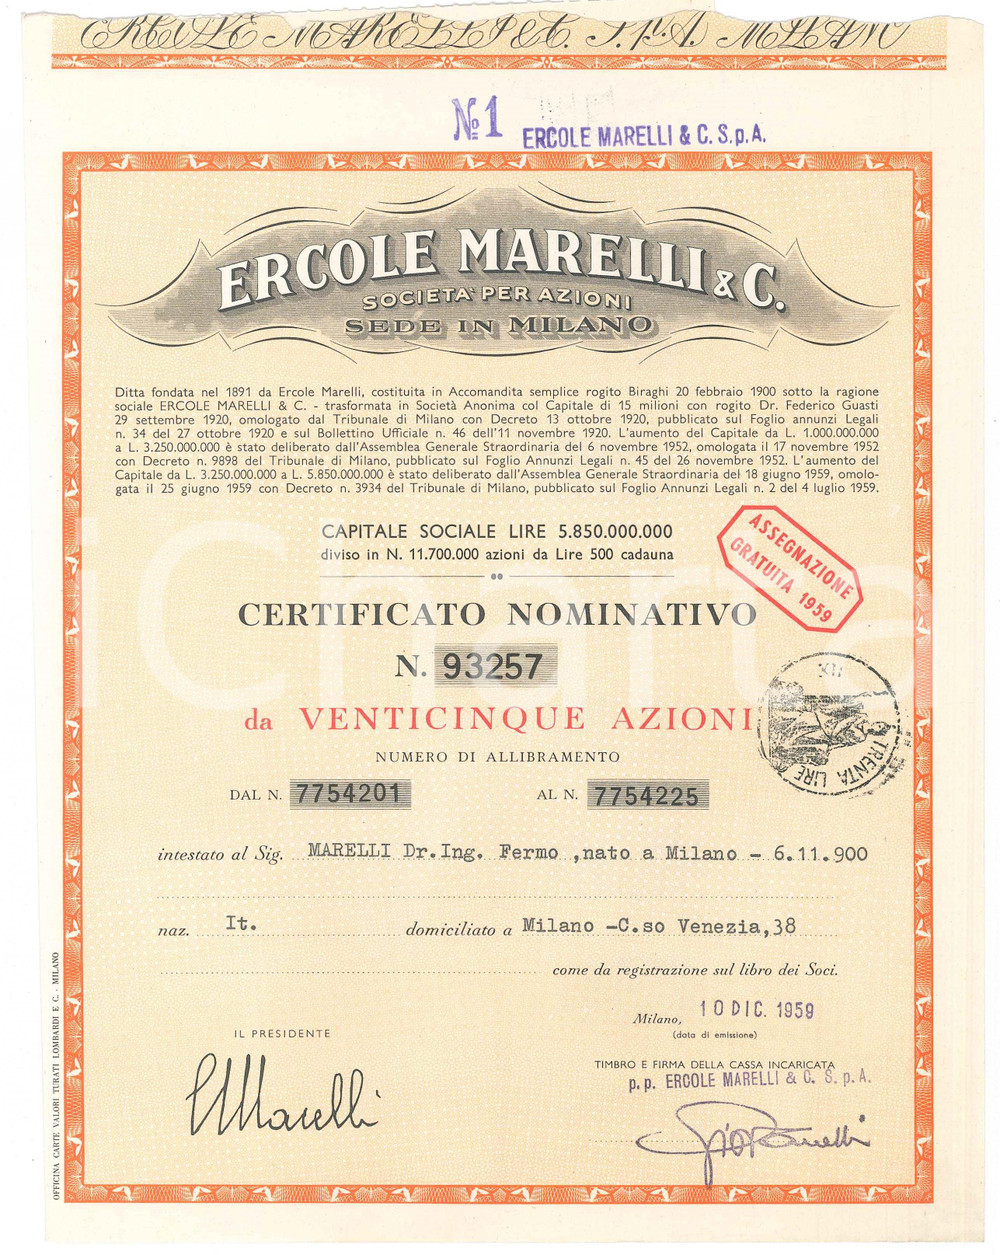 ERCOLE MARELLI & C. S.p.A. MILANO
№ 1 ERCOLE MARELLI & C. S.p.A.
ERCOLE MARELLI & C.
SOCIETA' PER AZIONI
SEDE IN MILANO
Ditta fondata nel 1891 da Ercole Marelli, costituita in Accomandita semplice rogito Biraghi 20 febbraio 1900 sotto la ragione
sociale ERCOLE MARELLI & C. - trasformata in Società Anonima col Capitale di 15 milioni con rogito Dr. Federico Guasti
29 settembre 1920, omologato dal Tribunale di Milano con Decreto 13 ottobre 1920, pubblicato sul Foglio annunzi Legali
n. 34 del 27 ottobre 1920 e sul Bollettino Ufficiale n. 46 dell'11 novembre 1920. L'aumento del Capitale da L. 1.000.000.000
a L. 3.250.000.000 è stato deliberato dall'Assemblea Generale Straordinaria del 6 novembre 1952, omologata il 17 novembre 1952
con Decreto n. 9898 del Tribunale di Milano, pubblicato sul Foglio Annunzi Legali n. 45 del 26 novembre 1952. L'aumento del
Capitale da L. 3.250.000.000 a L. 5.850.000.000 è stato deliberato dall'Assemblea Generale Straordinaria del 18 giugno 1959, omolo-
gata il 25 giugno 1959 con Decreto n. 3934 del Tribunale di Milano, pubblicato sul Foglio Annunzi Legali n. 2 del 4 luglio 1959.
CAPITALE SOCIALE LIRE 5.850.000.000
diviso in N. 11.700.000 azioni da Lire 500 cadauna
ASSEGNAZIONE
GRATUITA 1959
CERTIFICATO NOMINATIVO
N. 93257
da VENTICINQUE AZIONI
TRENTA LIRE
NUMERO DI ALLIBRAMENTO
DAL N. 7754201 AL N. 7754225
intestato al Sig. MARELLI Dr.Ing. Fermo ,nato a Milano - 6.11.900
naz. It. domiciliato a Milano -C.so Venezia,38
come da registrazione sul libro dei Soci.
Milano, 10 DIC. 1959
(data di emissione)
IL PRESIDENTE
TIMBRO E FIRMA DELLA CASSA INCARICATA
p. p. ERCOLE MARELLI & C. S. p. A.
Marelli
OFFICINA CARTE VALORI TURATI LOMBARDI E C. - MILANO